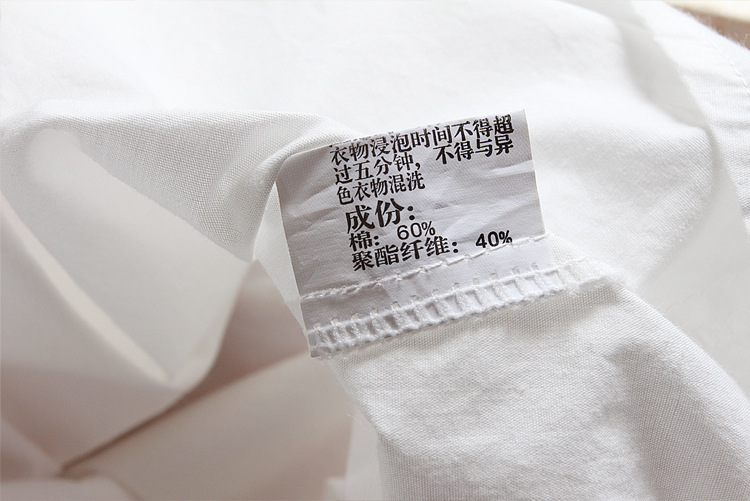 衣物浸泡时间不得超
过五分钟，不得与异
色衣物混洗
成份：
棉：60%
聚酯纤维：40%